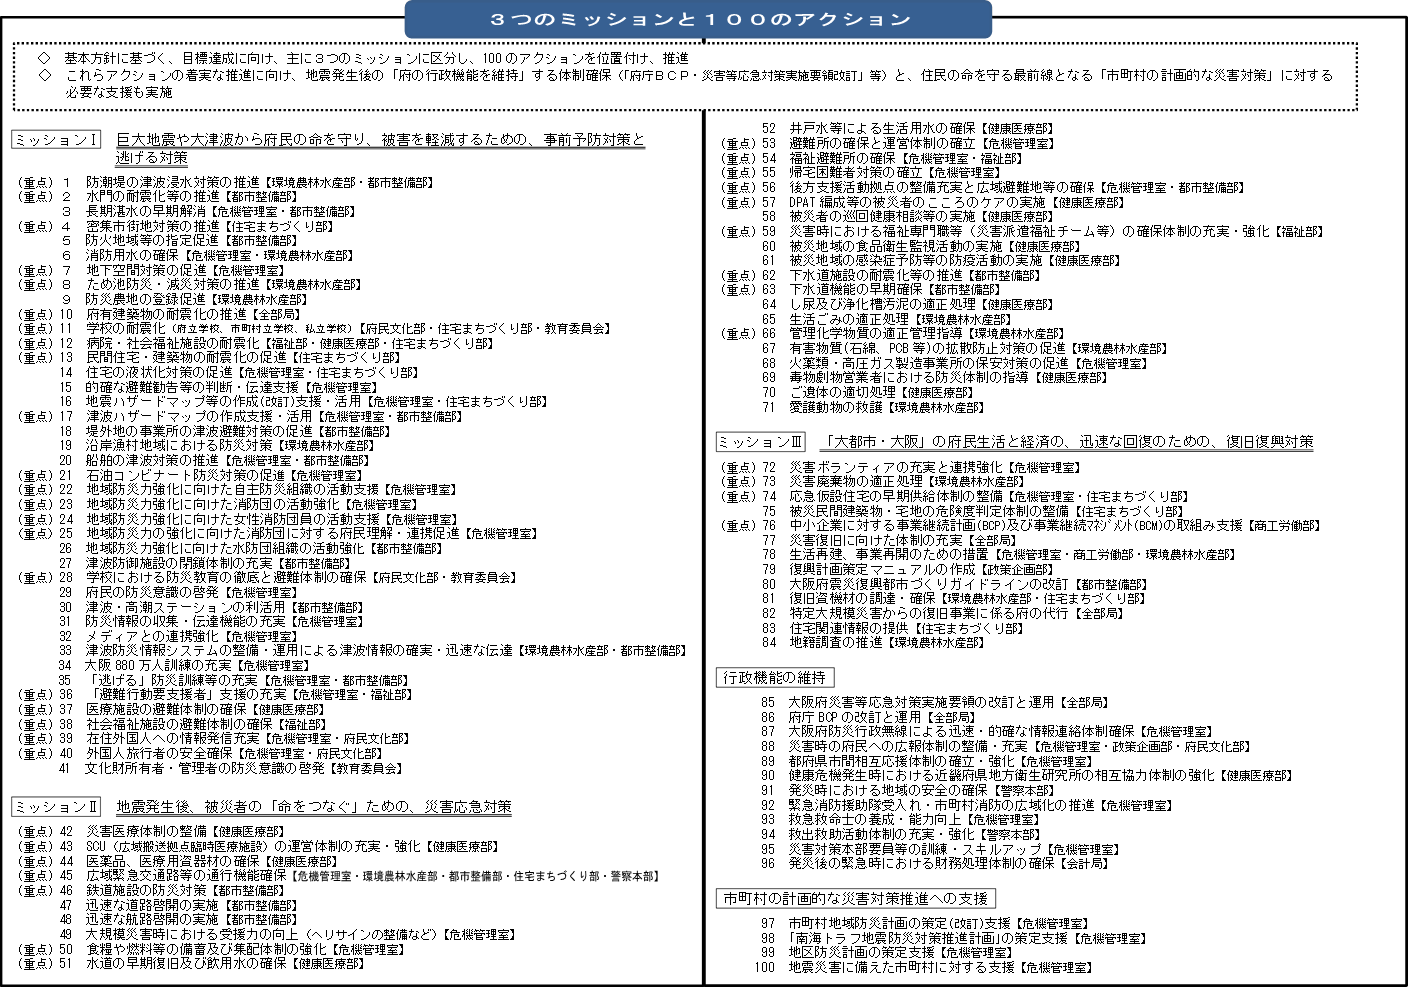 ３つのミッションと１００のアクション
◇　基本方針に基づく、目標達成に向け、主に３つのミッションに区分し、100のアクションを位置付け、推進
◇　これらアクションの着実な推進に向け、地震発生後の「府の行政機能を維持」する体制確保（「府庁ＢＣＰ・災害等応急対策実施要領改訂」等）と、住民の命を守る最前線となる「市町村の計画的な災害対策」に対する
必要な支援も実施
ミッションⅠ　巨大地震や大津波から府民の命を守り、被害を軽減するための、事前予防対策と
逃げる対策
（重点） 1　防潮堤の津波浸水対策の推進【環境農林水産部・都市整備部】
（重点） 2　水門の耐震化等の推進【都市整備部】
3　長期湛水の早期解消【危機管理室・都市整備部】
（重点） 4　密集市街地対策の推進【住宅まちづくり部】
5　防火地域等の指定促進【都市整備部】
6　消防用水の確保【危機管理室・環境農林水産部】
（重点） 7　地下空間対策の促進【危機管理室】
（重点） 8　ため池防災・減災対策の推進【環境農林水産部】
9　防災農地の登録促進【環境農林水産部】
（重点） 10　府有建築物の耐震化の推進【全部局】
（重点） 11　学校の耐震化（府立学校、市町村立学校、私立学校）【府民文化部・住宅まちづくり部・教育委員会】
（重点） 12　病院・社会福祉施設の耐震化【福祉部・健康医療部・住宅まちづくり部】
（重点） 13　民間住宅・建築物の耐震化の促進【住宅まちづくり部】
14　住宅の液状化対策の促進【危機管理室・住宅まちづくり部】
15　的確な避難勧告等の判断・伝達支援【危機管理室】
16　地震ハザードマップ等の作成(改訂)支援・活用【危機管理室・住宅まちづくり部】
（重点） 17　津波ハザードマップの作成支援・活用【危機管理室・都市整備部】
18　堤外地の事業所の津波避難対策の促進【都市整備部】
19　沿岸漁村地域における防災対策【環境農林水産部】
20　船舶の津波対策の推進【危機管理室・都市整備部】
（重点） 21　石油コンビナート防災対策の促進【危機管理室】
（重点） 22　地域防災力強化に向けた自主防災組織の活動支援【危機管理室】
（重点） 23　地域防災力強化に向けた消防団の活動強化【危機管理室】
（重点） 24　地域防災力強化に向けた女性消防団員の活動支援【危機管理室】
（重点） 25　地域防災力の強化に向けた消防団に対する府民理解・連携促進【危機管理室】
26　地域防災力強化に向けた水防団組織の活動強化【都市整備部】
27　津波防御施設の閉鎖体制の充実【都市整備部】
（重点） 28　学校における防災教育の徹底と避難体制の確保【府民文化部・教育委員会】
29　府民の防災意識の啓発【危機管理室】
30　津波・高潮ステーションの利活用【都市整備部】
31　防災情報の収集・伝達機能の充実【危機管理室】
32　メディアとの連携強化【危機管理室】
33　津波防災情報システムの整備・運用による津波情報の確実・迅速な伝達【環境農林水産部・都市整備部】
34　大阪880万人訓練の充実【危機管理室】
35　「逃げる」防災訓練等の充実【危機管理室・都市整備部】
（重点） 36　「避難行動要支援者」支援の充実【危機管理室・福祉部】
（重点） 37　医療施設の避難体制の確保【健康医療部】
（重点） 38　社会福祉施設の避難体制の確保【福祉部】
（重点） 39　在住外国人への情報発信充実【危機管理室・府民文化部】
（重点） 40　外国人旅行者の安全確保【危機管理室・府民文化部】
41　文化財所有者・管理者の防災意識の啓発【教育委員会】
ミッションⅡ　地震発生後、被災者の「命をつなぐ」ための、災害応急対策
（重点） 42　災害医療体制の整備【健康医療部】
（重点） 43　SCU（広域搬送拠点臨時医療施設）の運営体制の充実・強化【健康医療部】
（重点） 44　医薬品、医療用資器材の確保【健康医療部】
（重点） 45　広域緊急交通路等の通行機能確保【危機管理室・環境農林水産部・都市整備部・住宅まちづくり部・警察本部】
（重点） 46　鉄道施設の防災対策【都市整備部】
47　迅速な道路啓開の実施【都市整備部】
48　迅速な航路啓開の実施【都市整備部】
49　大規模災害時における受援力の向上（ヘリサインの整備など）【危機管理室】
（重点） 50　食糧や燃料等の備蓄及び集配体制の強化【危機管理室】
（重点） 51　水道の早期復旧及び飲用水の確保【健康医療部】
52　井戸水等による生活用水の確保【健康医療部】
（重点） 53　避難所の確保と運営体制の確立【危機管理室】
（重点） 54　福祉避難所の確保【危機管理室・福祉部】
（重点） 55　帰宅困難者対策の確立【危機管理室】
（重点） 56　後方支援活動拠点の整備充実と広域避難地等の確保【危機管理室・都市整備部】
（重点） 57　DPAT編成等の被災者のこころのケアの実施【健康医療部】
58　被災者の巡回健康相談等の実施【健康医療部】
（重点） 59　災害時における福祉専門職等（災害派遣福祉チーム等）の確保体制の充実・強化【福祉部】
60　被災地域の食品衛生監視活動の実施【健康医療部】
61　被災地域の感染症予防等の防疫活動の実施【健康医療部】
（重点） 62　下水道施設の耐震化等の推進【都市整備部】
（重点） 63　下水道機能の早期確保【都市整備部】
64　し尿及び浄化槽汚泥の適正処理【健康医療部】
65　生活ごみの適正処理【環境農林水産部】
（重点） 66　管理化学物質の適正管理指導【環境農林水産部】
67　有害物質(石綿、PCB等)の拡散防止対策の促進【環境農林水産部】
68　火薬類・高圧ガス製造事業所の保安対策の促進【危機管理室】
69　毒物劇物営業者における防災体制の指導【健康医療部】
70　ご遺体の適切処理【健康医療部】
71　愛護動物の救護【環境農林水産部】
ミッションⅢ　「大都市・大阪」の府民生活と経済の、迅速な回復のための、復旧復興対策
（重点） 72　災害ボランティアの充実と連携強化【危機管理室】
（重点） 73　災害廃棄物の適正処理【環境農林水産部】
（重点） 74　応急仮設住宅の早期供給体制の整備【危機管理室・住宅まちづくり部】
75　被災民間建築物・宅地の危険度判定体制の整備【住宅まちづくり部】
（重点） 76　中小企業に対する事業継続計画(BCP)及び事業継続ﾏﾈｼﾞﾒﾝﾄ(BCM)の取組み支援【商工労働部】
77　災害復旧に向けた体制の充実【全部局】
78　生活再建、事業再開のための措置【危機管理室・商工労働部・環境農林水産部】
79　復興計画策定マニュアルの作成【政策企画部】
80　大阪府震災復興都市づくりガイドラインの改訂【都市整備部】
81　復旧資機材の調達・確保【環境農林水産部・住宅まちづくり部】
82　特定大規模災害からの復旧事業に係る府の代行【全部局】
83　住宅関連情報の提供【住宅まちづくり部】
84　地籍調査の推進【環境農林水産部】
行政機能の維持
85　大阪府災害等応急対策実施要領の改訂と運用【全部局】
86　府庁BCPの改訂と運用【全部局】
87　大阪府防災行政無線による迅速・的確な情報連絡体制確保【危機管理室】
88　災害時の府民への広報体制の整備・充実【危機管理室・政策企画部・府民文化部】
89　都府県市間相互応援体制の確立・強化【危機管理室】
90　健康危機発生時における近畿府県地方衛生研究所の相互協力体制の強化【健康医療部】
91　発災時における地域の安全の確保【警察本部】
92　緊急消防援助隊受入れ・市町村消防の広域化の推進【危機管理室】
93　救急救命士の養成・能力向上【危機管理室】
94　救出救助活動体制の充実・強化【警察本部】
95　災害対策本部要員等の訓練・スキルアップ【危機管理室】
96　発災後の緊急時における財務処理体制の確保【会計局】
市町村の計画的な災害対策推進への支援
97　市町村地域防災計画の策定(改訂)支援【危機管理室】
98　「南海トラフ地震防災対策推進計画」の策定支援【危機管理室】
99　地区防災計画の策定支援【危機管理室】
100　地震災害に備えた市町村に対する支援【危機管理室】